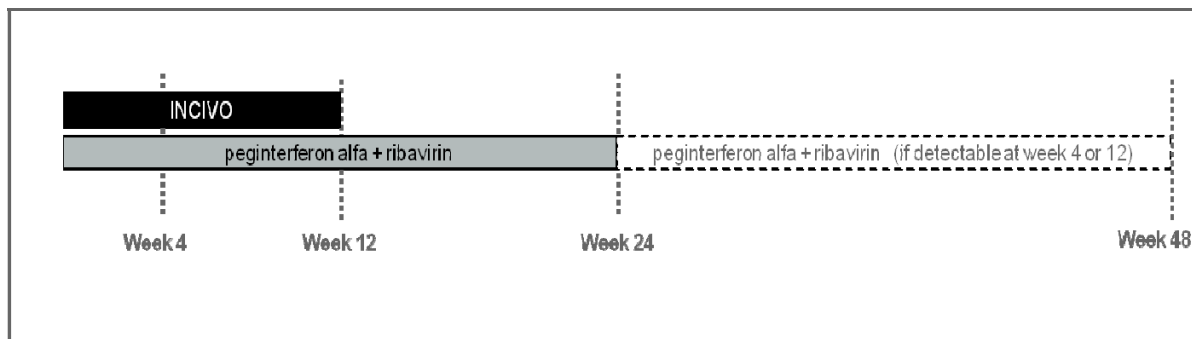 INCIVO
peginterferon alfa + ribavirin
peginterferon alfa + ribavirin (if detectable at week 4 or 12)
Week 4
Week 12
Week 24
Week 48